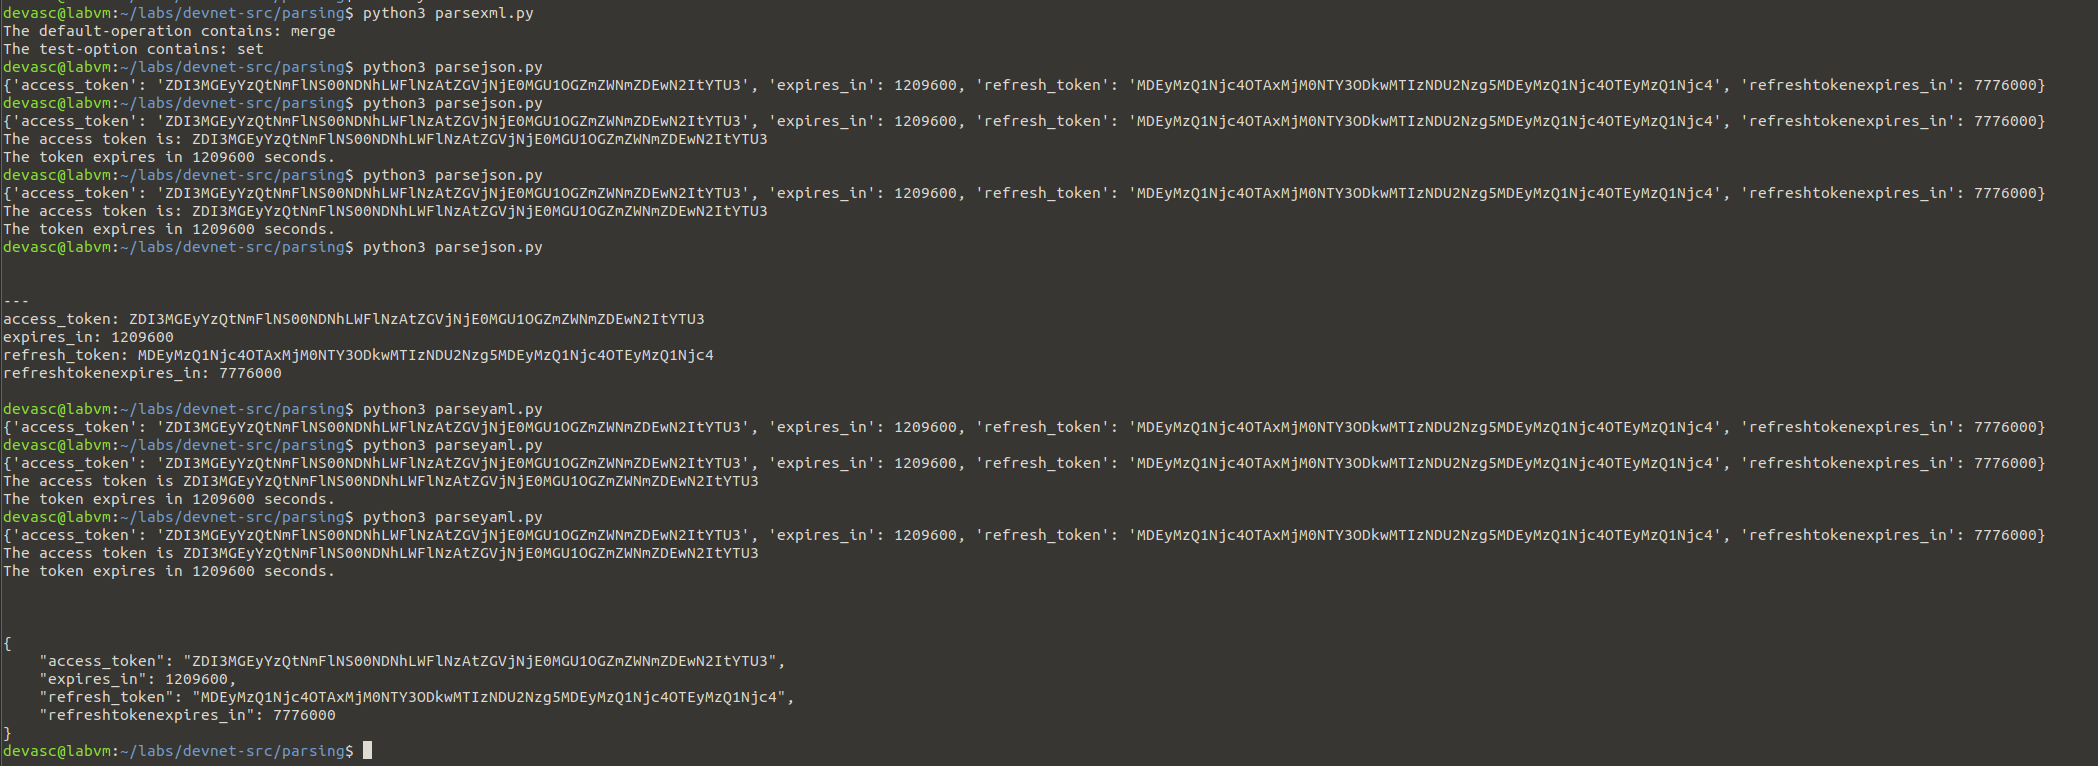 devasc@labvm:~/labs/devnet-src/parsing$ python3 parsexml.py
The default-operation contains: merge
The test-option contains: set
devasc@labvm:~/labs/devnet-src/parsing$ python3 parsejson.py
{'access_token': 'ZDI3MGEyYzQtNmFlNS00NDNhLWFlNzAtZGVjNjE0MGU1OGZmZWNmZDEwN2ItYTU3', 'expires_in': 1209600, 'refresh_token': 'MDEyMzQ1Njc4OTAxMjM0NTY3ODkwMTIzNDU2Nzg5MDEyMzQ1Njc4OTEyMzQ1Njc4', 'refreshtokenexpires_in': 7776000}
devasc@labvm:~/labs/devnet-src/parsing$ python3 parsejson.py
{'access_token': 'ZDI3MGEyYzQtNmFlNS00NDNhLWFlNzAtZGVjNjE0MGU1OGZmZWNmZDEwN2ItYTU3', 'expires_in': 1209600, 'refresh_token': 'MDEyMzQ1Njc4OTAxMjM0NTY3ODkwMTIzNDU2Nzg5MDEyMzQ1Njc4OTEyMzQ1Njc4', 'refreshtokenexpires_in': 7776000}
The access token is: ZDI3MGEyYzQtNmFlNS00NDNhLWFlNzAtZGVjNjE0MGU1OGZmZWNmZDEwN2ItYTU3
The token expires in 1209600 seconds.
devasc@labvm:~/labs/devnet-src/parsing$ python3 parsejson.py
{'access_token': 'ZDI3MGEyYzQtNmFlNS00NDNhLWFlNzAtZGVjNjE0MGU1OGZmZWNmZDEwN2ItYTU3', 'expires_in': 1209600, 'refresh_token': 'MDEyMzQ1Njc4OTAxMjM0NTY3ODkwMTIzNDU2Nzg5MDEyMzQ1Njc4OTEyMzQ1Njc4', 'refreshtokenexpires_in': 7776000}
The access token is: ZDI3MGEyYzQtNmFlNS00NDNhLWFlNzAtZGVjNjE0MGU1OGZmZWNmZDEwN2ItYTU3
The token expires in 1209600 seconds.
devasc@labvm:~/labs/devnet-src/parsing$ python3 parsejson.py
---
access_token: ZDI3MGEyYzQtNmFlNS00NDNhLWFlNzAtZGVjNjE0MGU1OGZmZWNmZDEwN2ItYTU3
expires_in: 1209600
refresh_token: MDEyMzQ1Njc4OTAxMjM0NTY3ODkwMTIzNDU2Nzg5MDEyMzQ1Njc4OTEyMzQ1Njc4
refreshtokenexpires_in: 7776000
devasc@labvm:~/labs/devnet-src/parsing$ python3 parseyaml.py
{'access_token': 'ZDI3MGEyYzQtNmFlNS00NDNhLWFlNzAtZGVjNjE0MGU1OGZmZWNmZDEwN2ItYTU3', 'expires_in': 1209600, 'refresh_token': 'MDEyMzQ1Njc4OTAxMjM0NTY3ODkwMTIzNDU2Nzg5MDEyMzQ1Njc4OTEyMzQ1Njc4', 'refreshtokenexpires_in': 7776000}
devasc@labvm:~/labs/devnet-src/parsing$ python3 parseyaml.py
{'access_token': 'ZDI3MGEyYzQtNmFlNS00NDNhLWFlNzAtZGVjNjE0MGU1OGZmZWNmZDEwN2ItYTU3', 'expires_in': 1209600, 'refresh_token': 'MDEyMzQ1Njc4OTAxMjM0NTY3ODkwMTIzNDU2Nzg5MDEyMzQ1Njc4OTEyMzQ1Njc4', 'refreshtokenexpires_in': 7776000}
The access token is ZDI3MGEyYzQtNmFlNS00NDNhLWFlNzAtZGVjNjE0MGU1OGZmZWNmZDEwN2ItYTU3
The token expires in 1209600 seconds.
devasc@labvm:~/labs/devnet-src/parsing$ python3 parseyaml.py
{'access_token': 'ZDI3MGEyYzQtNmFlNS00NDNhLWFlNzAtZGVjNjE0MGU1OGZmZWNmZDEwN2ItYTU3', 'expires_in': 1209600, 'refresh_token': 'MDEyMzQ1Njc4OTAxMjM0NTY3ODkwMTIzNDU2Nzg5MDEyMzQ1Njc4OTEyMzQ1Njc4', 'refreshtokenexpires_in': 7776000}
The access token is ZDI3MGEyYzQtNmFlNS00NDNhLWFlNzAtZGVjNjE0MGU1OGZmZWNmZDEwN2ItYTU3
The token expires in 1209600 seconds.
{
    "access_token": "ZDI3MGEyYzQtNmFlNS00NDNhLWFlNzAtZGVjNjE0MGU1OGZmZWNmZDEwN2ItYTU3",
    "expires_in": 1209600,
    "refresh_token": "MDEyMzQ1Njc4OTAxMjM0NTY3ODkwMTIzNDU2Nzg5MDEyMzQ1Njc4OTEyMzQ1Njc4",
    "refreshtokenexpires_in": 7776000
}
devasc@labvm:~/labs/devnet-src/parsing$